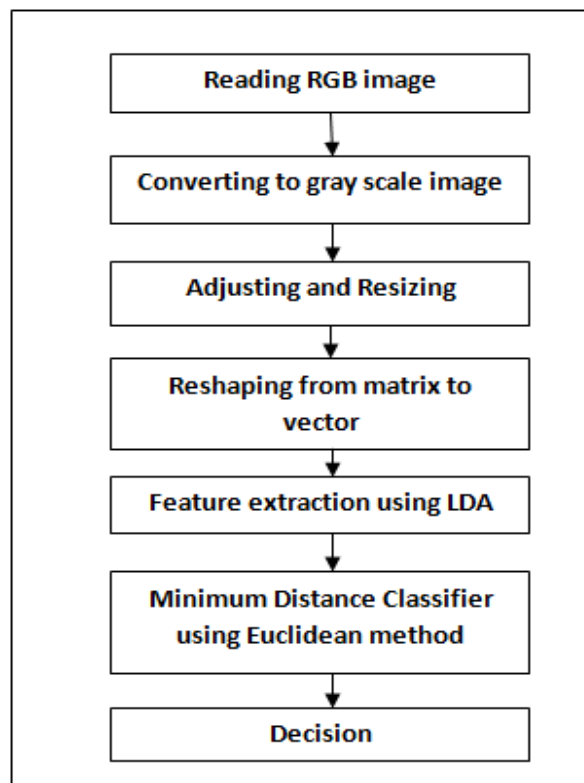 Reading RGB image
Converting to gray scale image
Adjusting and Resizing
Reshaping from matrix to
vector
Feature extraction using LDA
Minimum Distance Classifier
using Euclidean method
Decision